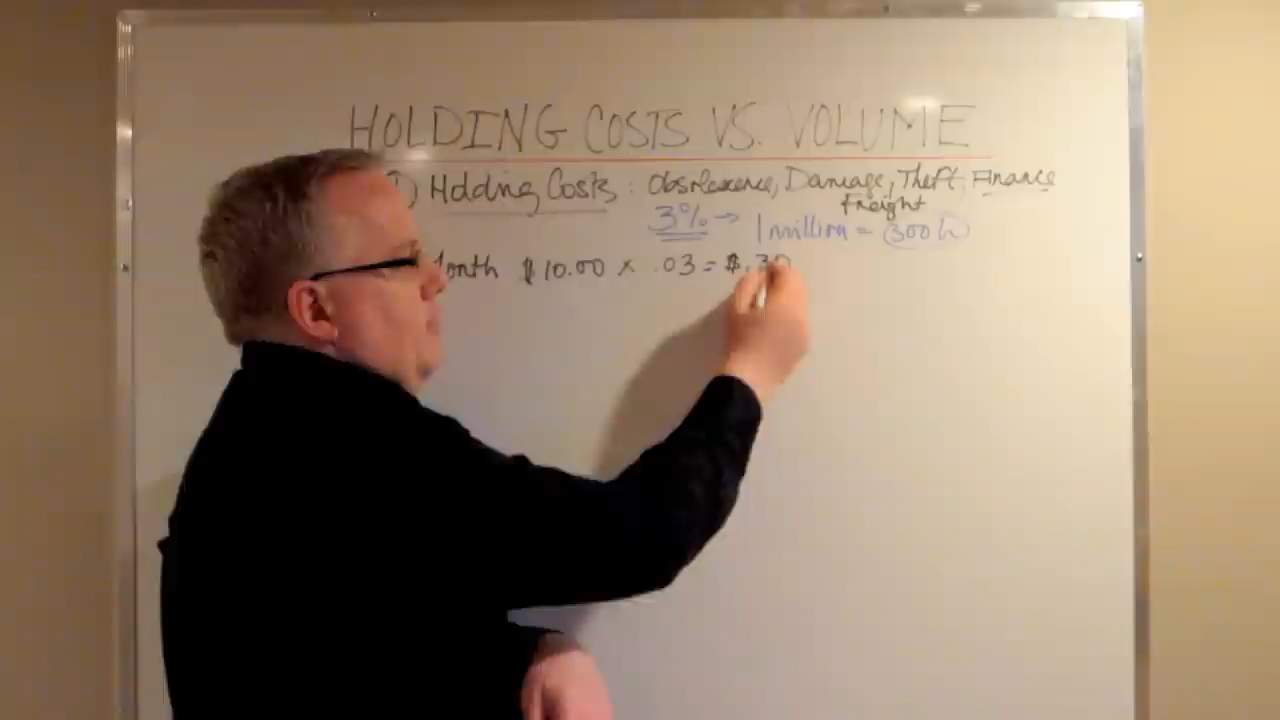 HOLDING COSTS VS. VOLUME
1) Holding Costs : Obsolescence, Damage, Theft, Finance
Freight
3% → 1 million =
Month $10.00 x .03 = $.30